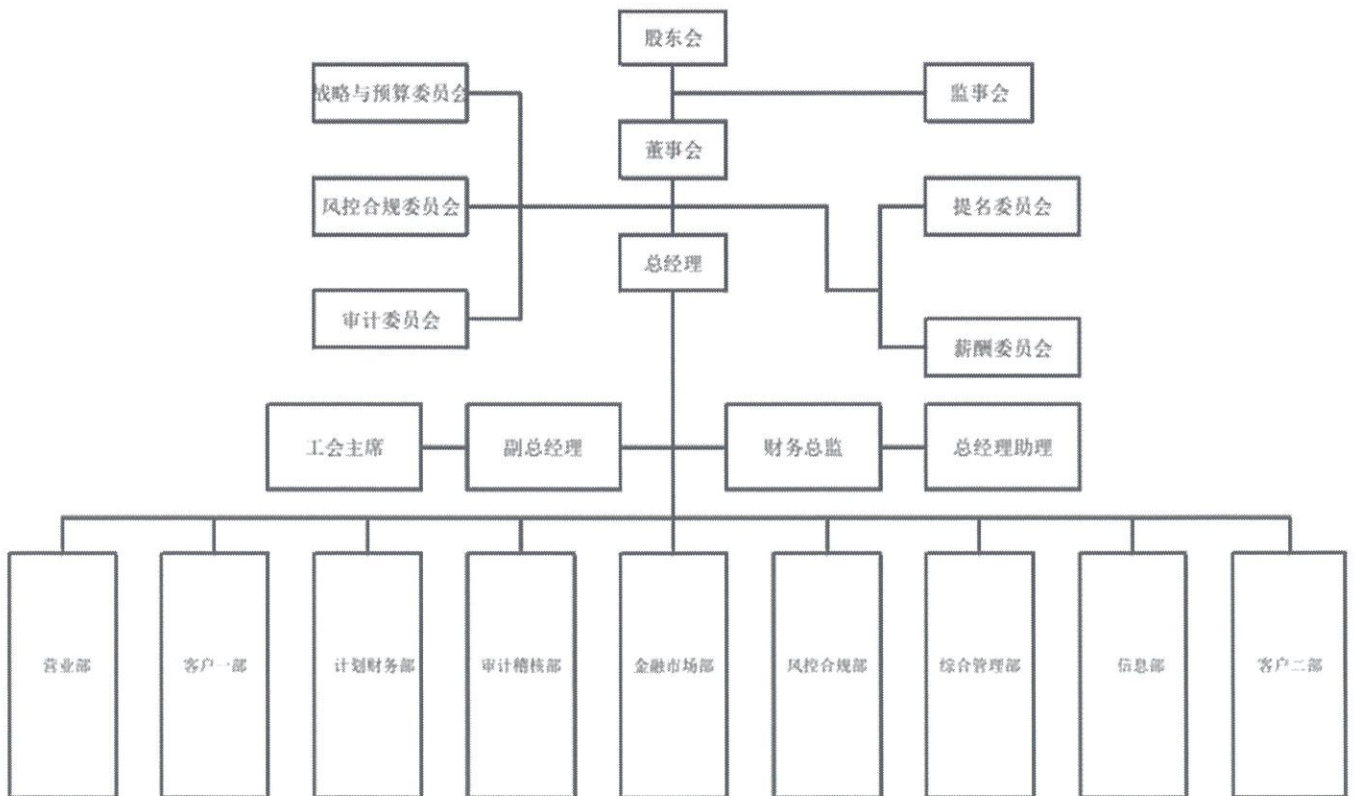 股东会
战略与预算委员会
监事会
董事会
风控合规委员会
提名委员会
总经理
审计委员会
薪酬委员会
工会主席
副总经理
财务总监
总经理助理
营业部
客户一部
计划财务部
审计稽核部
金融市场部
风控合规部
综合管理部
信息部
客户二部